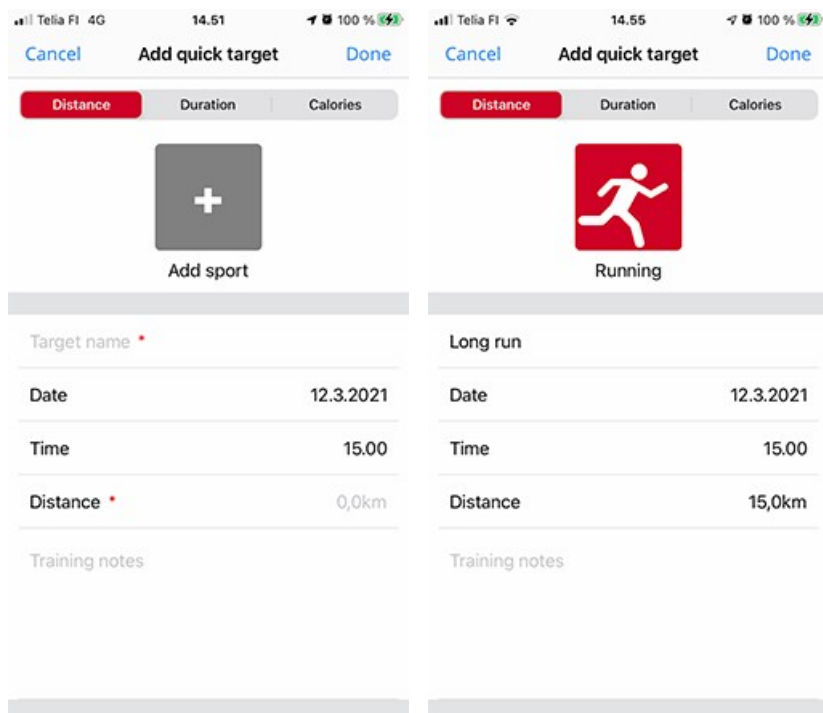 Telia FI 4G 14.51 100 %
Cancel Add quick target Done
Distance Duration Calories
+
Add sport
Target name *
Date 12.3.2021
Time 15.00
Distance * 0,0km
Training notes
Telia FI 14.55 100 %
Cancel Add quick target Done
Distance Duration Calories
Running
Long run
Date 12.3.2021
Time 15.00
Distance 15,0km
Training notes